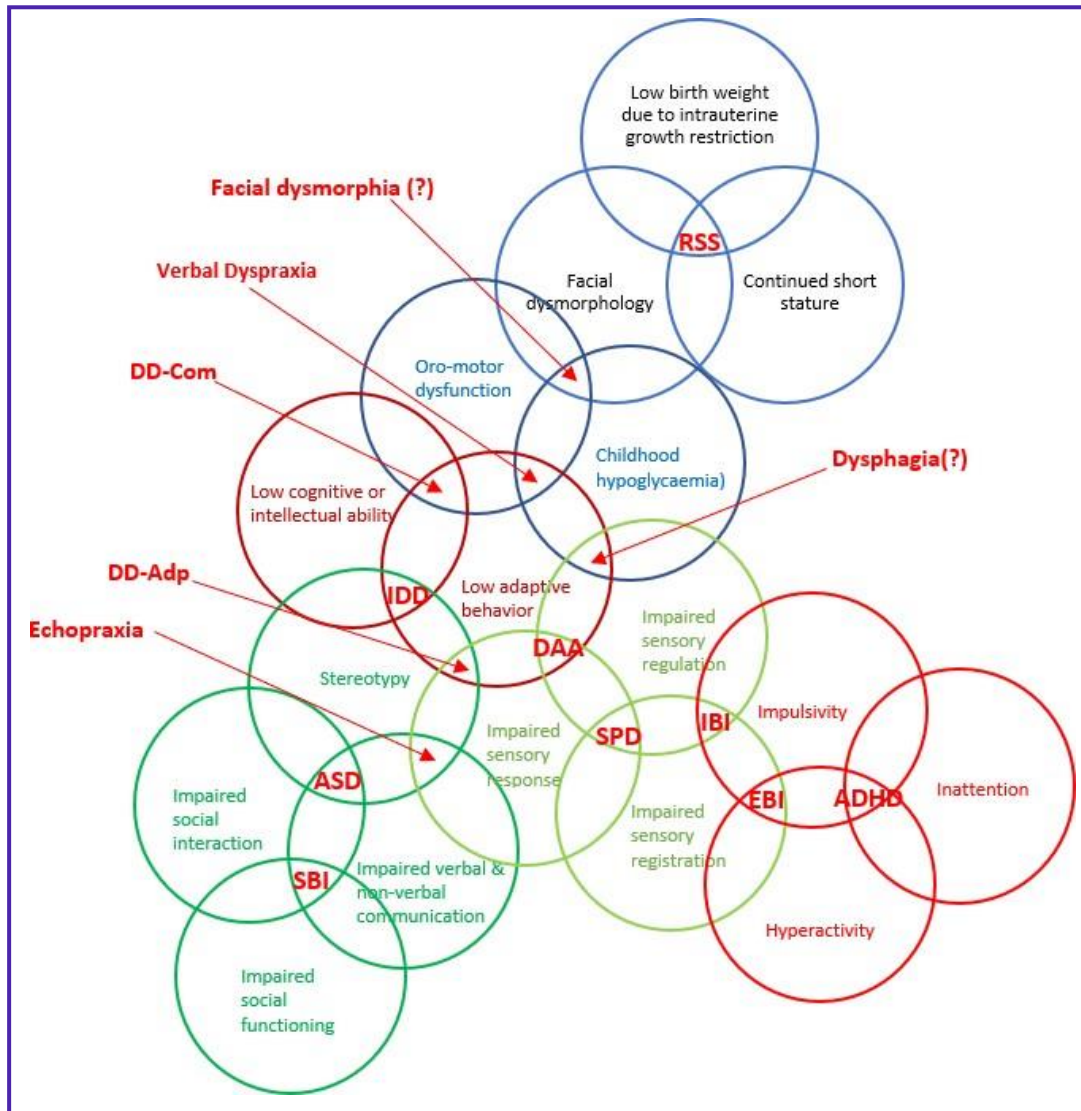 Low birth weight
due to intrauterine
growth restriction
Facial dysmorphia (?)
RSS
Verbal Dyspraxia
Facial
dysmorphology
Continued short
stature
Oro-motor
dysfunction
DD-Com
Childhood
hypoglycaemia)
Dysphagia(?)
Low cognitive or
intellectual ability
DD-Adp
IDD
Low adaptive
behavior
Echopraxia
DAA
Impaired
sensory
regulation
Stereotypy
Impulsivity
IBI
SPD
Impaired
sensory
response
ASD
Impaired
social
interaction
EBI
ADHD
Inattention
Impaired
sensory
registration
SBI
Impaired verbal &
non-verbal
communication
Hyperactivity
Impaired
social
functioning